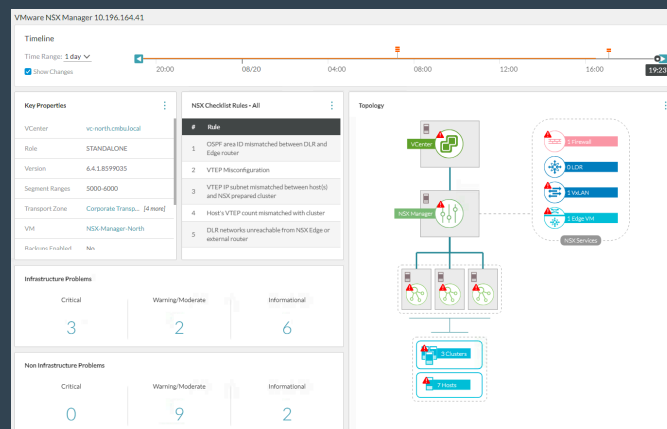 VMware NSX Manager 10.196.164.41
Timeline
Time Range: 1 day
Show Changes
20:00
08/20
04:00
08:00
12:00
16:00
19:23
Key Properties
VCenter vc-north.cmbu.local
Role STANDALONE
Version 6.4.1.8599035
Segment Ranges 5000-6000
Transport Zone Corporate Transp... [4 more]
VM NSX-Manager-North
Backups Enabled No
NSX Checklist Rules - All
# Rule
1 OSPF area ID mismatched between DLR and
Edge router
2 VTEP Misconfiguration
3 VTEP IP subnet mismatched between host(s)
and NSX prepared cluster
4 Host's VTEP count mismatched with cluster
5 DLR networks unreachable from NSX Edge or
external router
Topology
VCenter
NSX Manager
1 Firewall
0 LDR
1 VxLAN
1 Edge VM
NSX Services
3 Clusters
7 Hosts
Infrastructure Problems
Critical Warning/Moderate Informational
3 2 6
Non Infrastructure Problems
Critical Warning/Moderate Informational
0 9 2